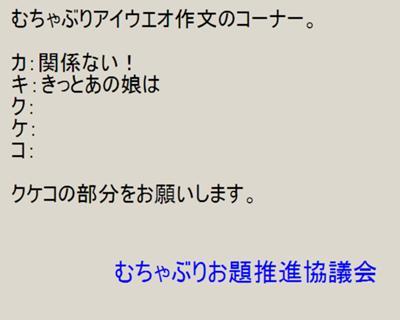 むちゃぶりアイウエオ作文のコーナー。
カ:関係ない！
キ:きっとあの娘は
ク:
ケ:
コ:
クケコの部分をお願いします。
むちゃぶりお題推進協議会